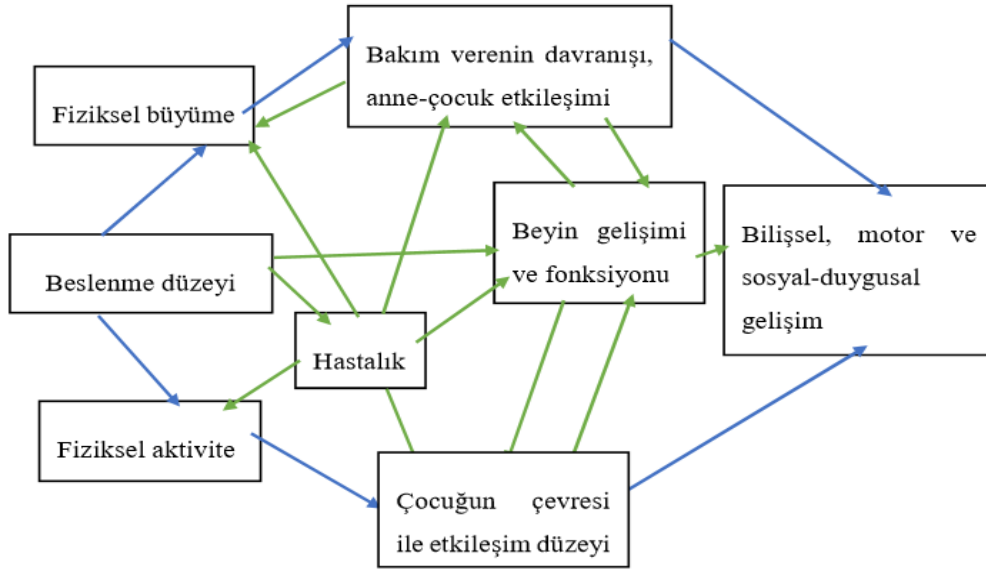 Bakım verenin davranışı,
anne-çocuk etkileşimi
Fiziksel büyüme
Beyin gelişimi
ve fonksiyonu
Bilişsel, motor ve
sosyal-duygusal
gelişim
Beslenme düzeyi
Hastalık
Fiziksel aktivite
Çocuğun çevresi
ile etkileşim düzeyi